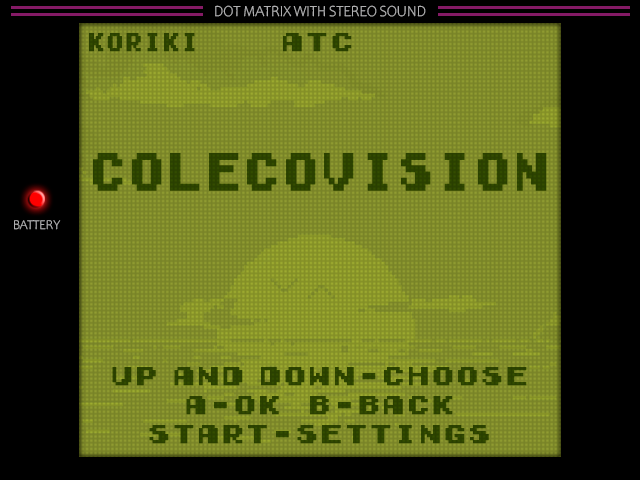 DOT MATRIX WITH STEREO SOUND
KORIKI ATC
COLECOVISION
BATTERY
UP AND DOWN-CHOOSE
A-OK B-BACK
START-SETTINGS